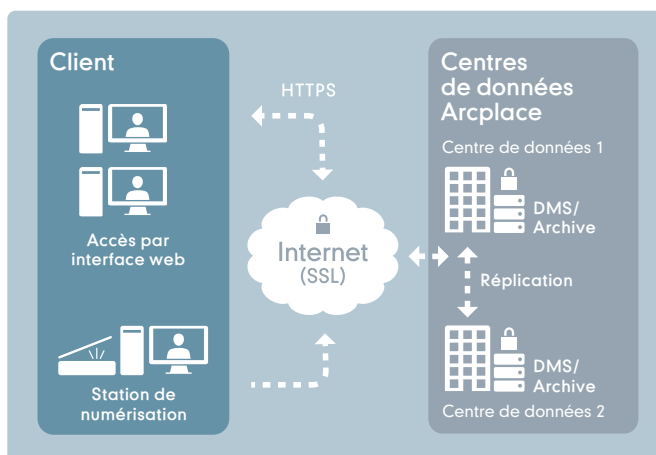 Client
Accès par
interface web
Station de
numérisation
HTTPS
Internet
(SSL)
Centres
de données
Arcplace
Centre de données 1
DMS/
Archive
Réplication
DMS/
Archive
Centre de données 2